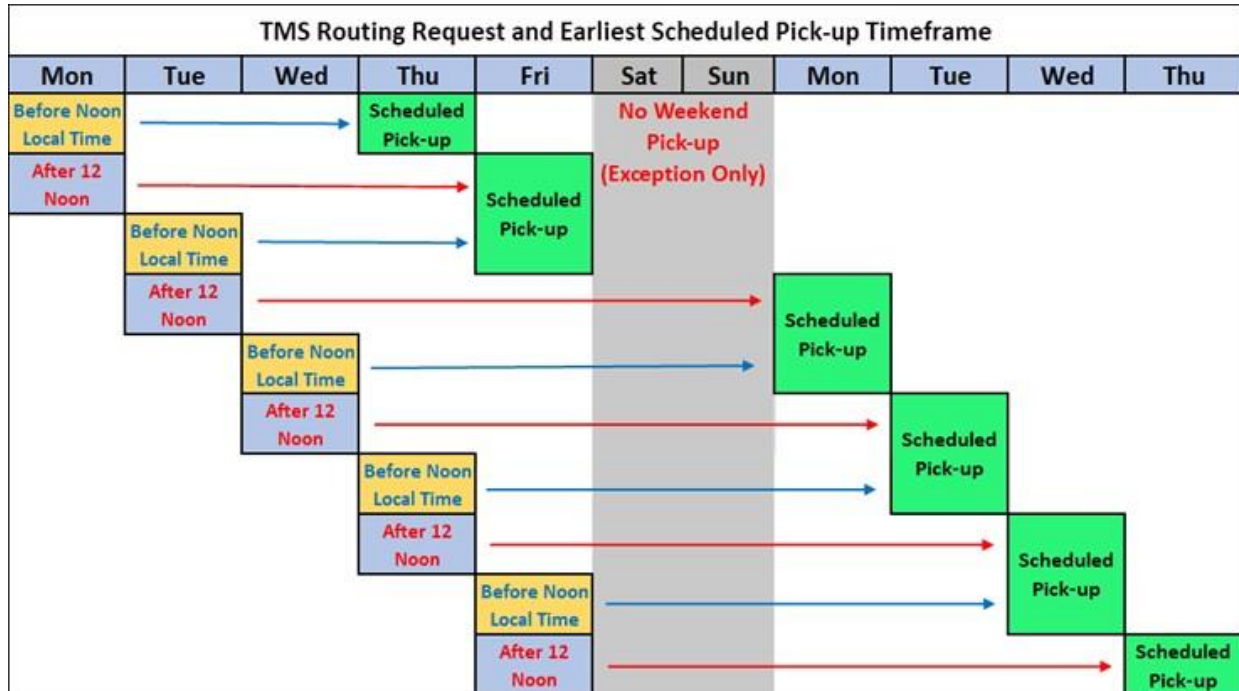 TMS Routing Request and Earliest Scheduled Pick-up Timeframe
Mon Tue Wed Thu Fri Sat Sun Mon Tue Wed Thu
Before Noon
Local Time
Scheduled
Pick-up
No Weekend
Pick-up
(Exception Only)
After 12
Noon
Scheduled
Pick-up
Before Noon
Local Time
After 12
Noon
Scheduled
Pick-up
Before Noon
Local Time
After 12
Noon
Scheduled
Pick-up
Before Noon
Local Time
After 12
Noon
Scheduled
Pick-up
Before Noon
Local Time
After 12
Noon
Scheduled
Pick-up